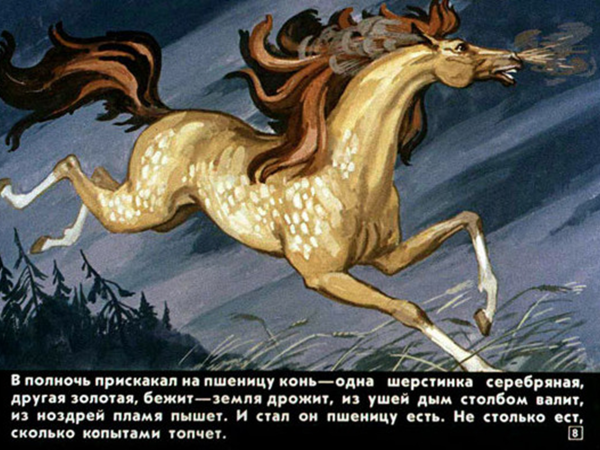 В полночь прискакал на пшеницу конь—одна шерстинка серебряная,
другая золотая, бежит—земля дрожит, из ушей дым столбом валит,
из ноздрей пламя пышет. И стал он пшеницу есть. Не столько ест,
сколько копытами топчет.
8